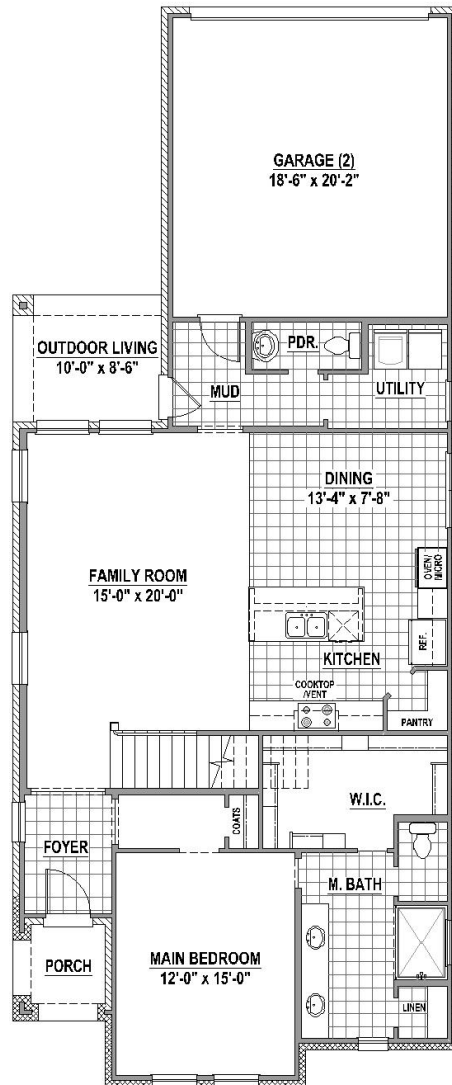 GARAGE (2)
18'-6" x 20'-2"
OUTDOOR LIVING
10'-0" x 8'-6"
PDR.
MUD
UTILITY
DINING
13'-4" x 7'-8"
OVEN/
MICRO
FAMILY ROOM
15'-0" x 20'-0"
REF.
KITCHEN
COOKTOP
/VENT
PANTRY
W.I.C.
COATS
FOYER
M. BATH
PORCH
MAIN BEDROOM
12'-0" x 15'-0"
LINEN